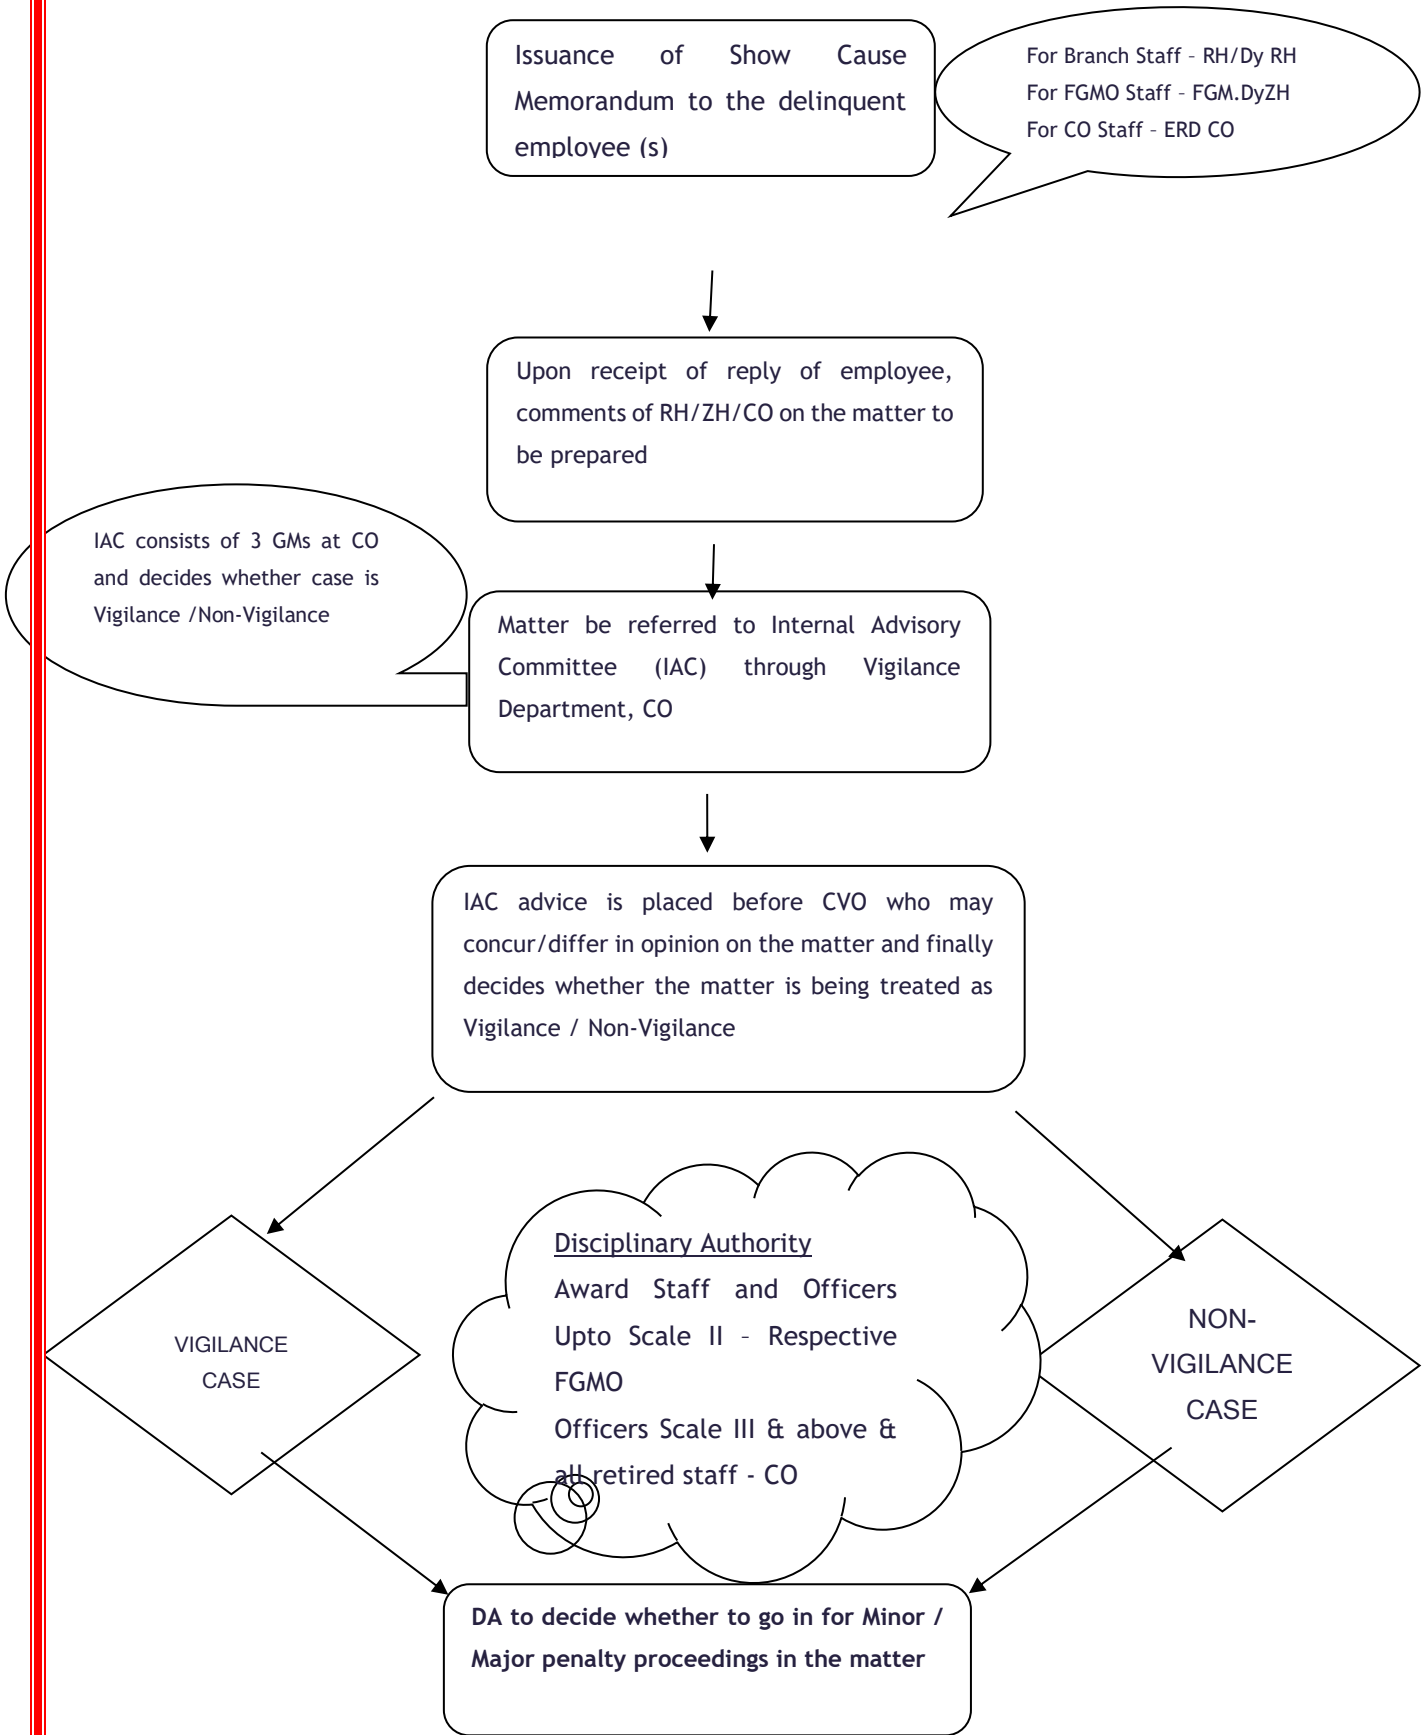 Issuance of Show Cause
Memorandum to the delinquent
employee (s)
For Branch Staff – RH/Dy RH
For FGMO Staff – FGM.DyZH
For CO Staff – ERD CO
Upon receipt of reply of employee,
comments of RH/ZH/CO on the matter to
be prepared
IAC consists of 3 GMs at CO
and decides whether case is
Vigilance /Non-Vigilance
Matter be referred to Internal Advisory
Committee (IAC) through Vigilance
Department, CO
IAC advice is placed before CVO who may
concur/differ in opinion on the matter and finally
decides whether the matter is being treated as
Vigilance / Non-Vigilance
Disciplinary Authority
Award Staff and Officers
Upto Scale II – Respective
FGMO
Officers Scale III & above &
all retired staff - CO
VIGILANCE
CASE
NON-
VIGILANCE
CASE
DA to decide whether to go in for Minor /
Major penalty proceedings in the matter